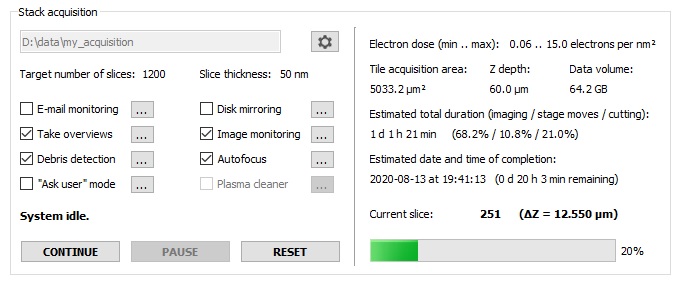 Stack acquisition
D:\data\my_acquisition
Target number of slices: 1200 Slice thickness: 50 nm
E-mail monitoring ... Disk mirroring ...
Take overviews ... Image monitoring ...
Debris detection ... Autofocus ...
"Ask user" mode ... Plasma cleaner ...
System idle.
CONTINUE PAUSE RESET
Electron dose (min .. max): 0.06 .. 15.0 electrons per nm²
Tile acquisition area: Z depth: Data volume:
5033.2 µm² 60.0 µm 64.2 GB
Estimated total duration (imaging / stage moves / cutting):
1 d 1 h 21 min (68.2% / 10.8% / 21.0%)
Estimated date and time of completion:
2020-08-13 at 19:41:13 (0 d 20 h 3 min remaining)
Current slice: 251 (ΔZ = 12.550 µm)
20%